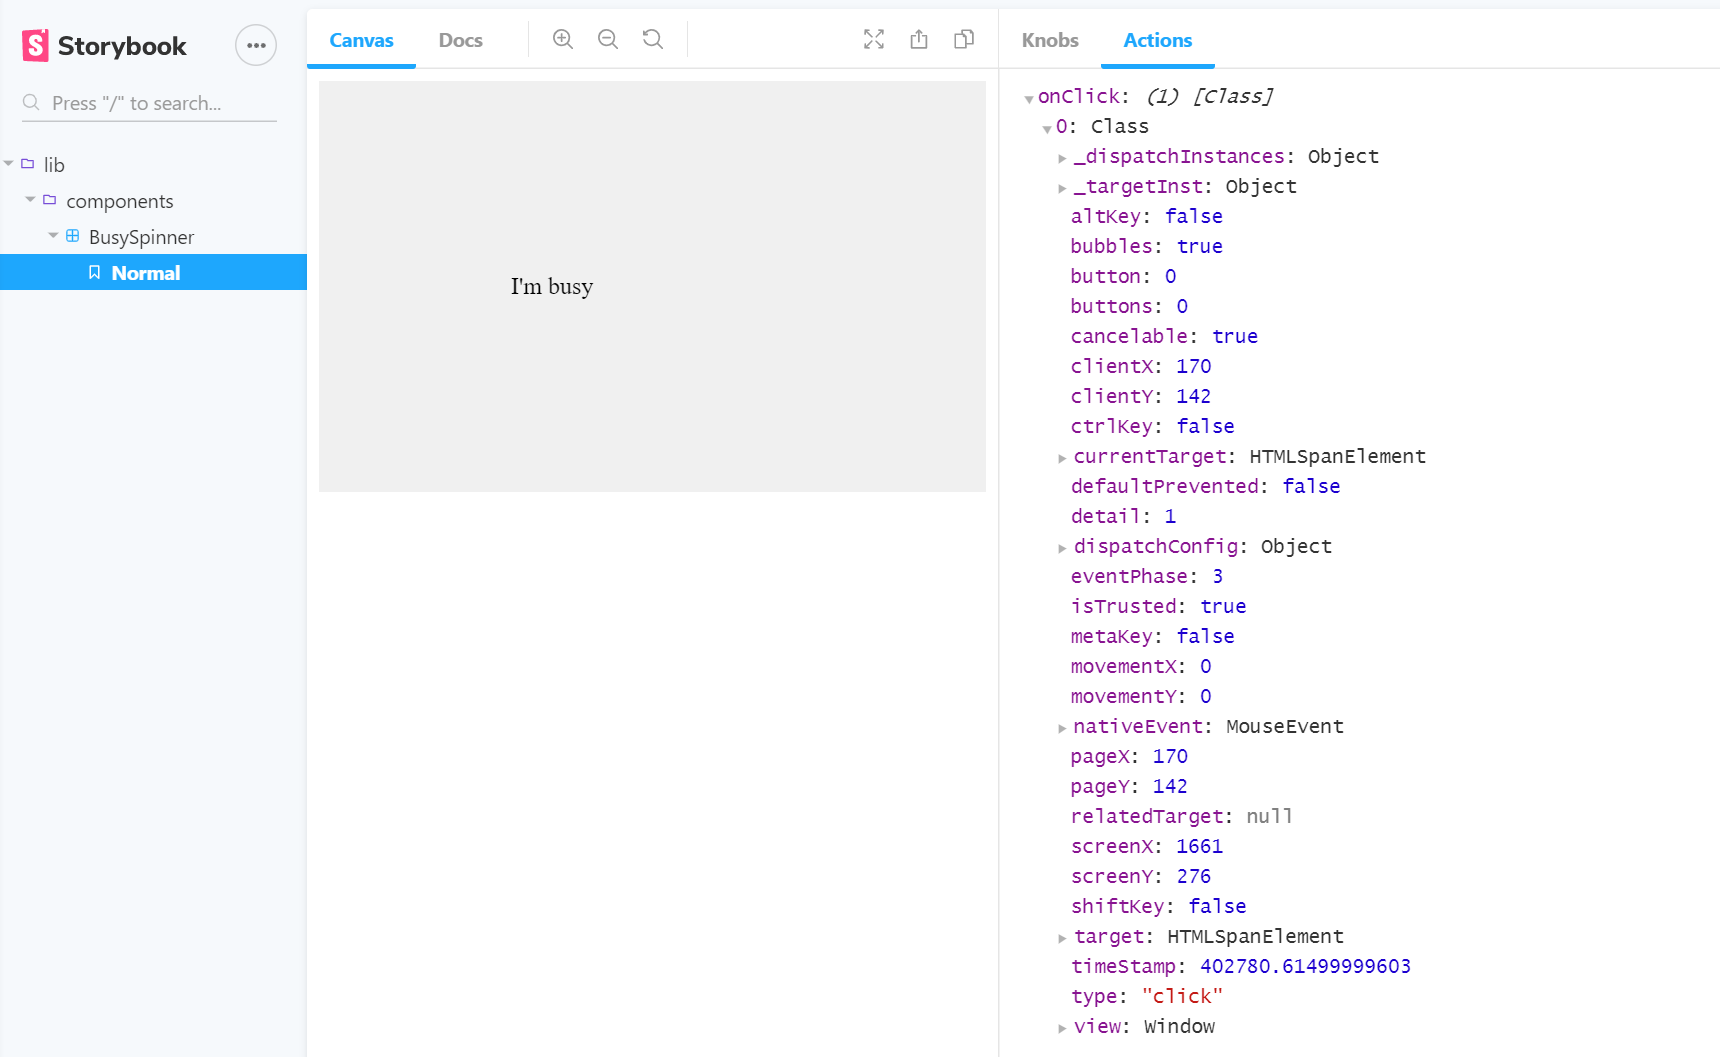 Storybook
Press "/" to search...
lib
components
BusySpinner
Normal
Canvas
Docs
I'm busy
Knobs
Actions
onClick: (1) [Class]
0: Class
_dispatchInstances: Object
_targetInst: Object
altKey: false
bubbles: true
button: 0
buttons: 0
cancelable: true
clientX: 170
clientY: 142
ctrlKey: false
currentTarget: HTMLSpanElement
defaultPrevented: false
detail: 1
dispatchConfig: Object
eventPhase: 3
isTrusted: true
metaKey: false
movementX: 0
movementY: 0
nativeEvent: MouseEvent
pageX: 170
pageY: 142
relatedTarget: null
screenX: 1661
screenY: 276
shiftKey: false
target: HTMLSpanElement
timeStamp: 402780.61499999603
type: "click"
view: Window